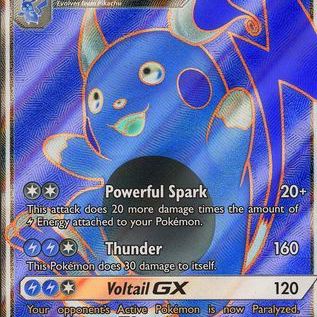 Evolves from Pikachu
Powerful Spark 20+
This attack does 20 more damage times the amount of
Energy attached to your Pokémon.
Thunder 160
This Pokémon does 30 damage to itself.
Voltail GX 120
Your opponent's Active Pokémon is now Paralyzed.